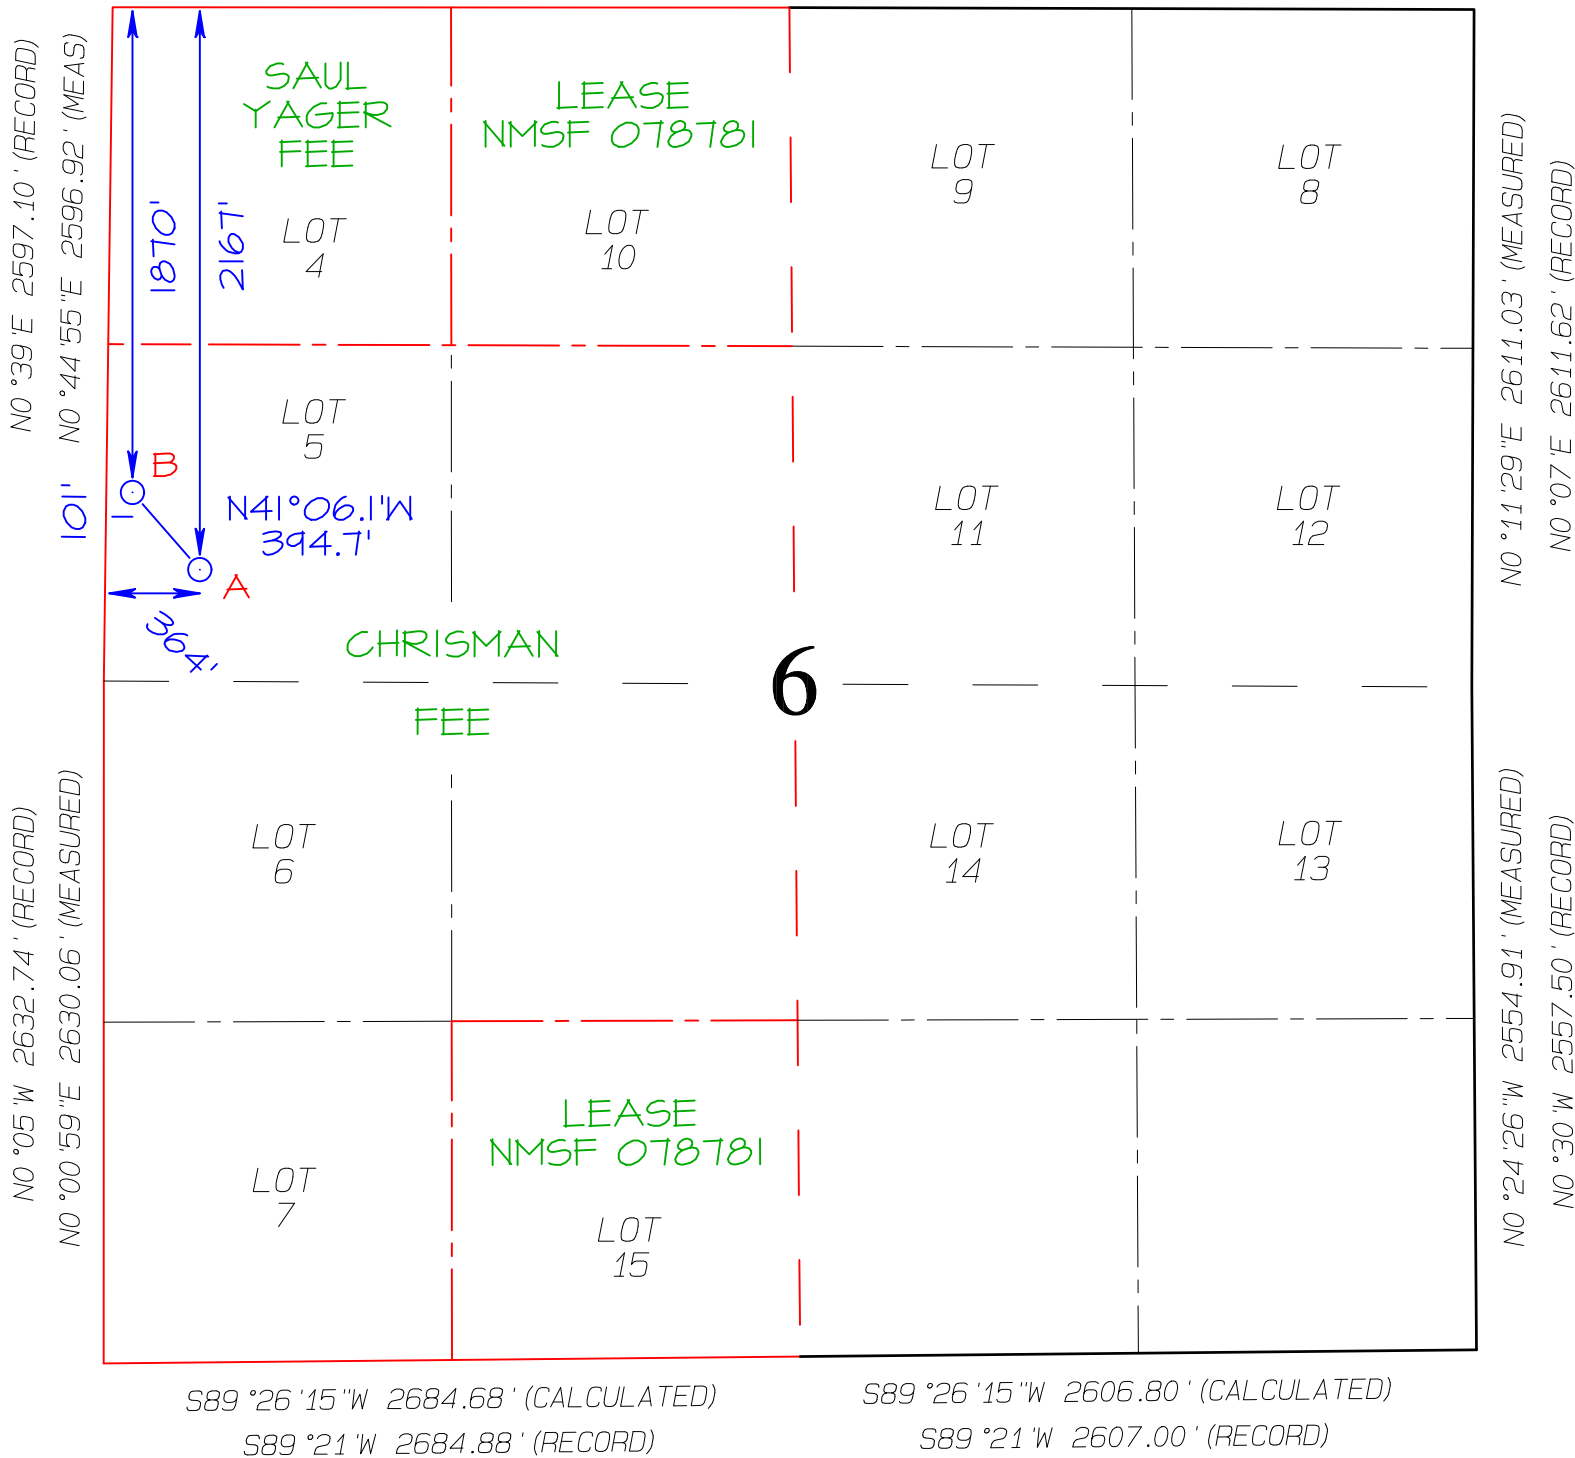 N0°39'E 2597.10' (RECORD)
N0°44'55"E 2596.92' (MEAS)
1870'
2167'
SAUL
YAGER
FEE
LOT
4
LEASE
NMSF 078781
LOT
10
LOT
9
LOT
8
N0°11'29"E 2611.03' (MEASURED)
N0°07'E 2611.62' (RECORD)
LOT
5
B
101'
N41°06.1'W
394.7'
A
364'
LOT
11
LOT
12
CHRISMAN
FEE
6
N0°05'W 2632.74' (RECORD)
N0°00'59"E 2630.06' (MEASURED)
LOT
6
LOT
14
LOT
13
N0°24'26"W 2554.91' (MEASURED)
N0°30'W 2557.50' (RECORD)
LOT
7
LEASE
NMSF 078781
LOT
15
S89°26'15"W 2684.68' (CALCULATED)
S89°21'W 2684.88' (RECORD)
S89°26'15"W 2606.80' (CALCULATED)
S89°21'W 2607.00' (RECORD)